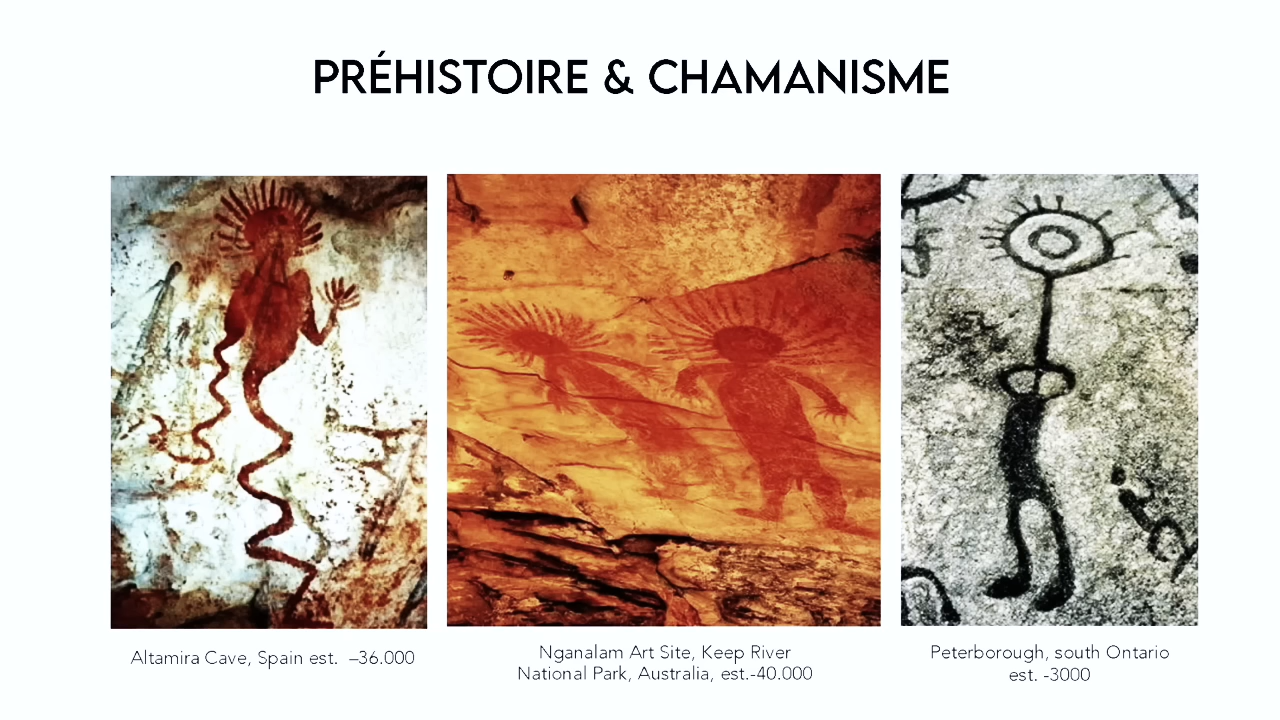 PRÉHISTOIRE & CHAMANISME
Altamira Cave, Spain est. –36.000
Nganalam Art Site, Keep River
National Park, Australia, est.-40.000
Peterborough, south Ontario
est. -3000